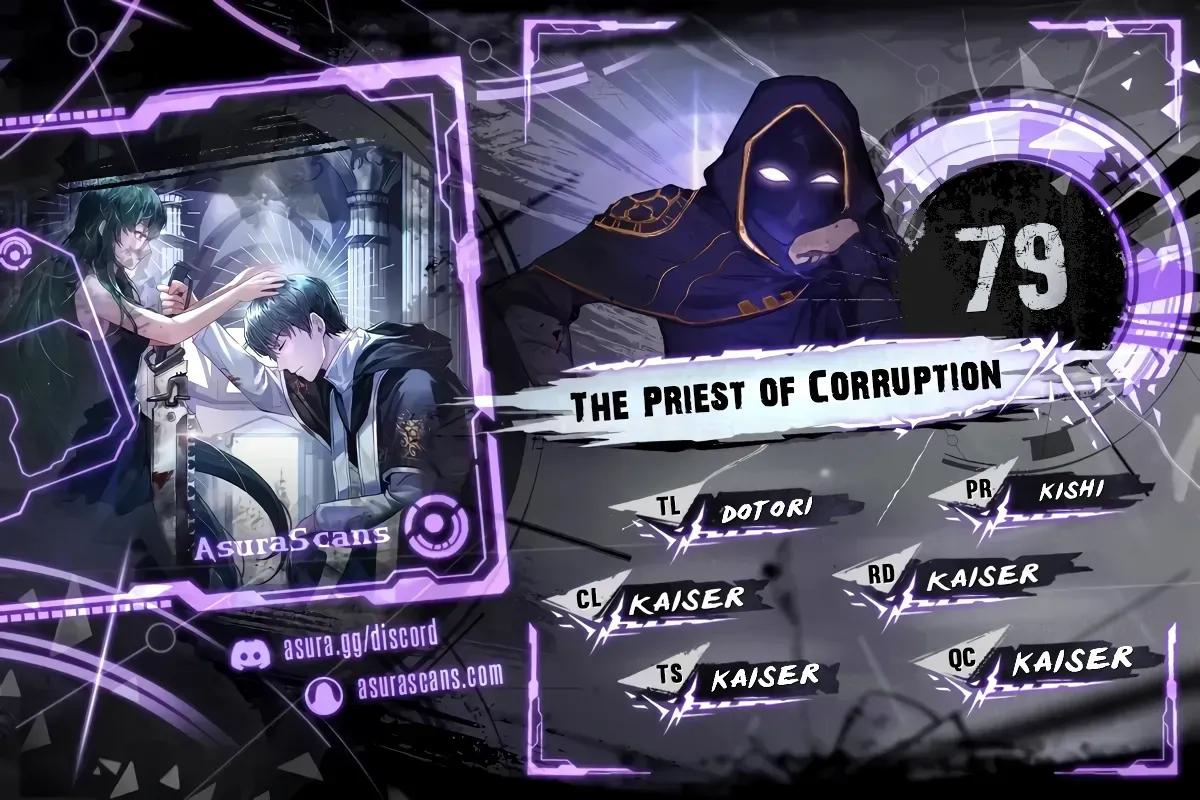 79
The Priest of Corruption
TL DOTORI
PR KISHI
CL KAISER
RD KAISER
TS KAISER
QC KAISER
AsuraScans
asura.gg/discord
asurascans.com